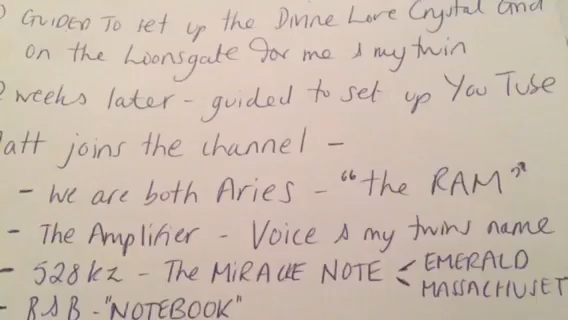 GUIDED TO set up the Divine Love Crystal Grid
on the Lionsgate for me & my twin
2 weeks later - guided to set up YouTube
Matt joins the channel -
- We are both Aries - "the RAM"
- The Amplifier - Voice & my twins name
- 528kz - The MiRACLE NOTE < EMERALD
MASSACHUSET
- RSB - "NOTEBOOK"